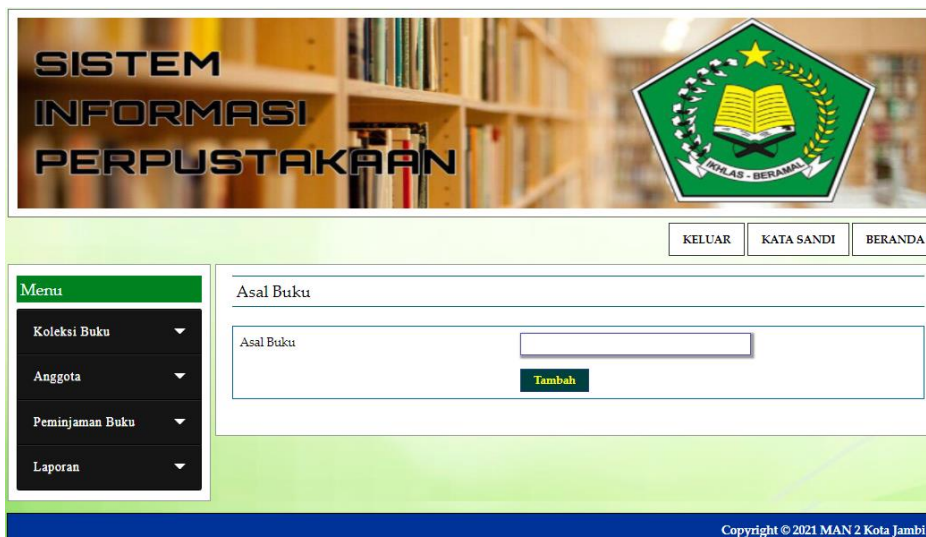 SISTEM
INFORMASI
PERPUSTAKAAN
IKHLAS - BERAMAL
KELUAR
KATA SANDI
BERANDA
Menu
Koleksi Buku
Anggota
Peminjaman Buku
Laporan
Asal Buku
Asal Buku
Tambah
Copyright © 2021 MAN 2 Kota Jambi